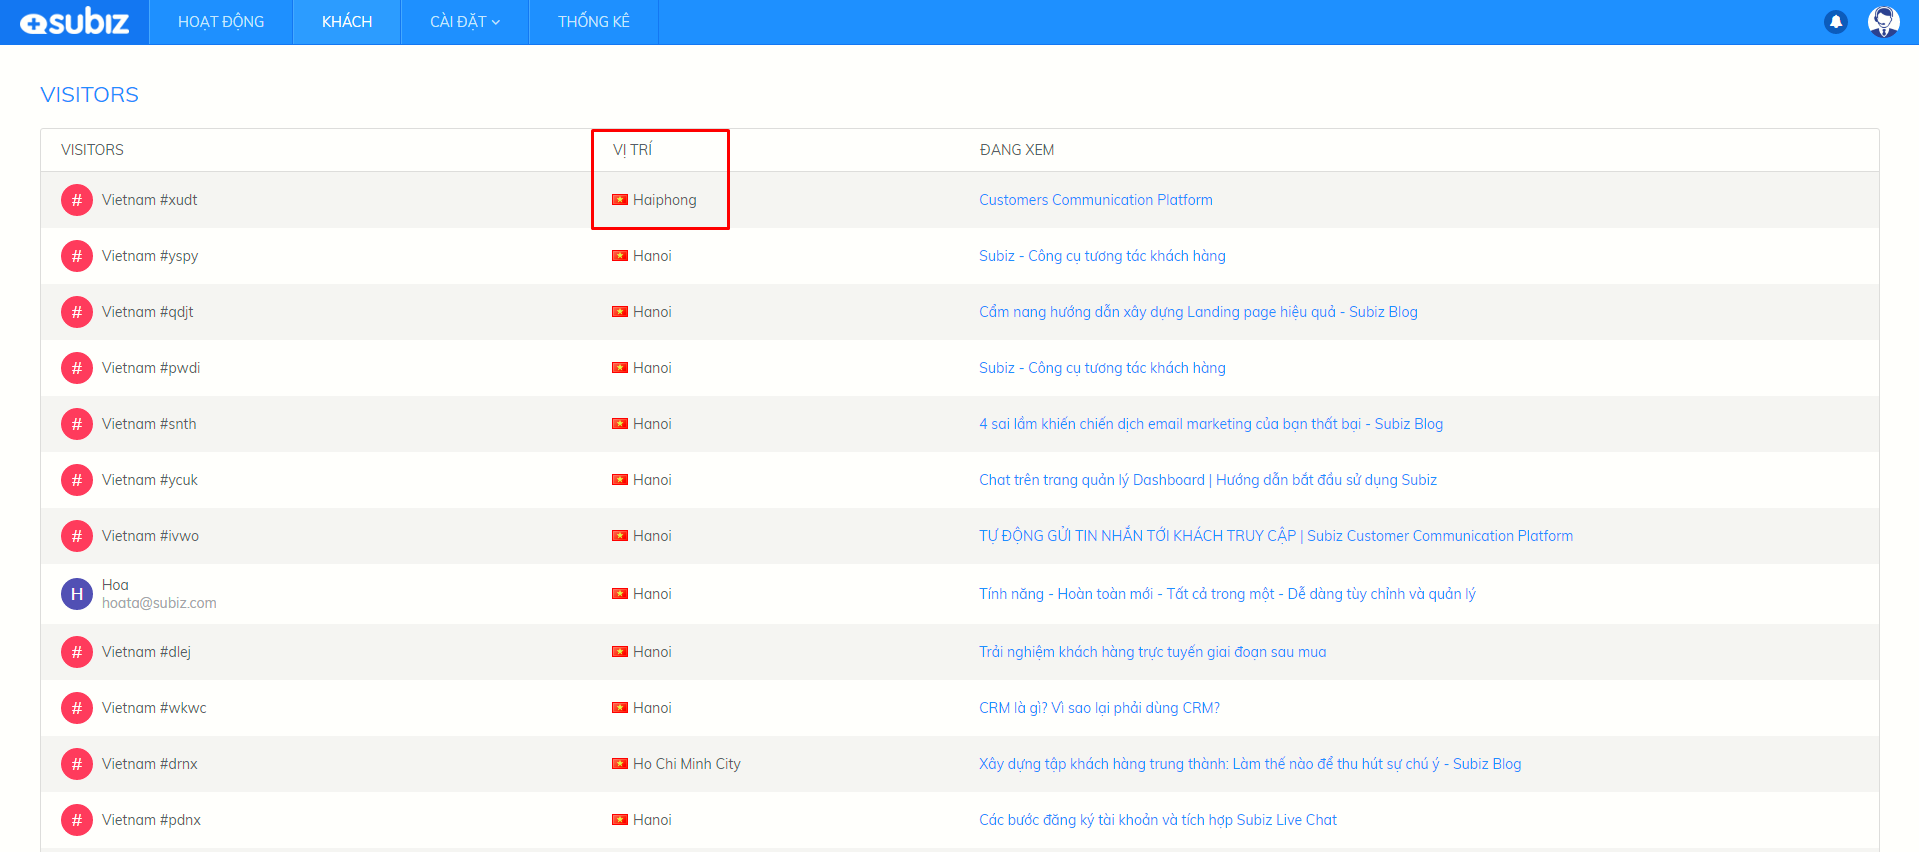 subiz HOẠT ĐỘNG KHÁCH CÀI ĐẶT THỐNG KÊ
VISITORS
VISITORS VỊ TRÍ ĐANG XEM
# Vietnam #xudt Haiphong Customers Communication Platform
# Vietnam #yspy Hanoi Subiz - Công cụ tương tác khách hàng
# Vietnam #qdjt Hanoi Cẩm nang hướng dẫn xây dựng Landing page hiệu quả - Subiz Blog
# Vietnam #pwdi Hanoi Subiz - Công cụ tương tác khách hàng
# Vietnam #snth Hanoi 4 sai lầm khiến chiến dịch email marketing của bạn thất bại - Subiz Blog
# Vietnam #ycuk Hanoi Chat trên trang quản lý Dashboard | Hướng dẫn bắt đầu sử dụng Subiz
# Vietnam #ivwo Hanoi TỰ ĐỘNG GỬI TIN NHẮN TỚI KHÁCH TRUY CẬP | Subiz Customer Communication Platform
H Hoa
hoata@subiz.com Hanoi Tính năng - Hoàn toàn mới - Tất cả trong một - Dễ dàng tùy chỉnh và quản lý
# Vietnam #dlej Hanoi Trải nghiệm khách hàng trực tuyến giai đoạn sau mua
# Vietnam #wkwc Hanoi CRM là gì? Vì sao lại phải dùng CRM?
# Vietnam #drnx Ho Chi Minh City Xây dựng tập khách hàng trung thành: Làm thế nào để thu hút sự chú ý - Subiz Blog
# Vietnam #pdnx Hanoi Các bước đăng ký tài khoản và tích hợp Subiz Live Chat